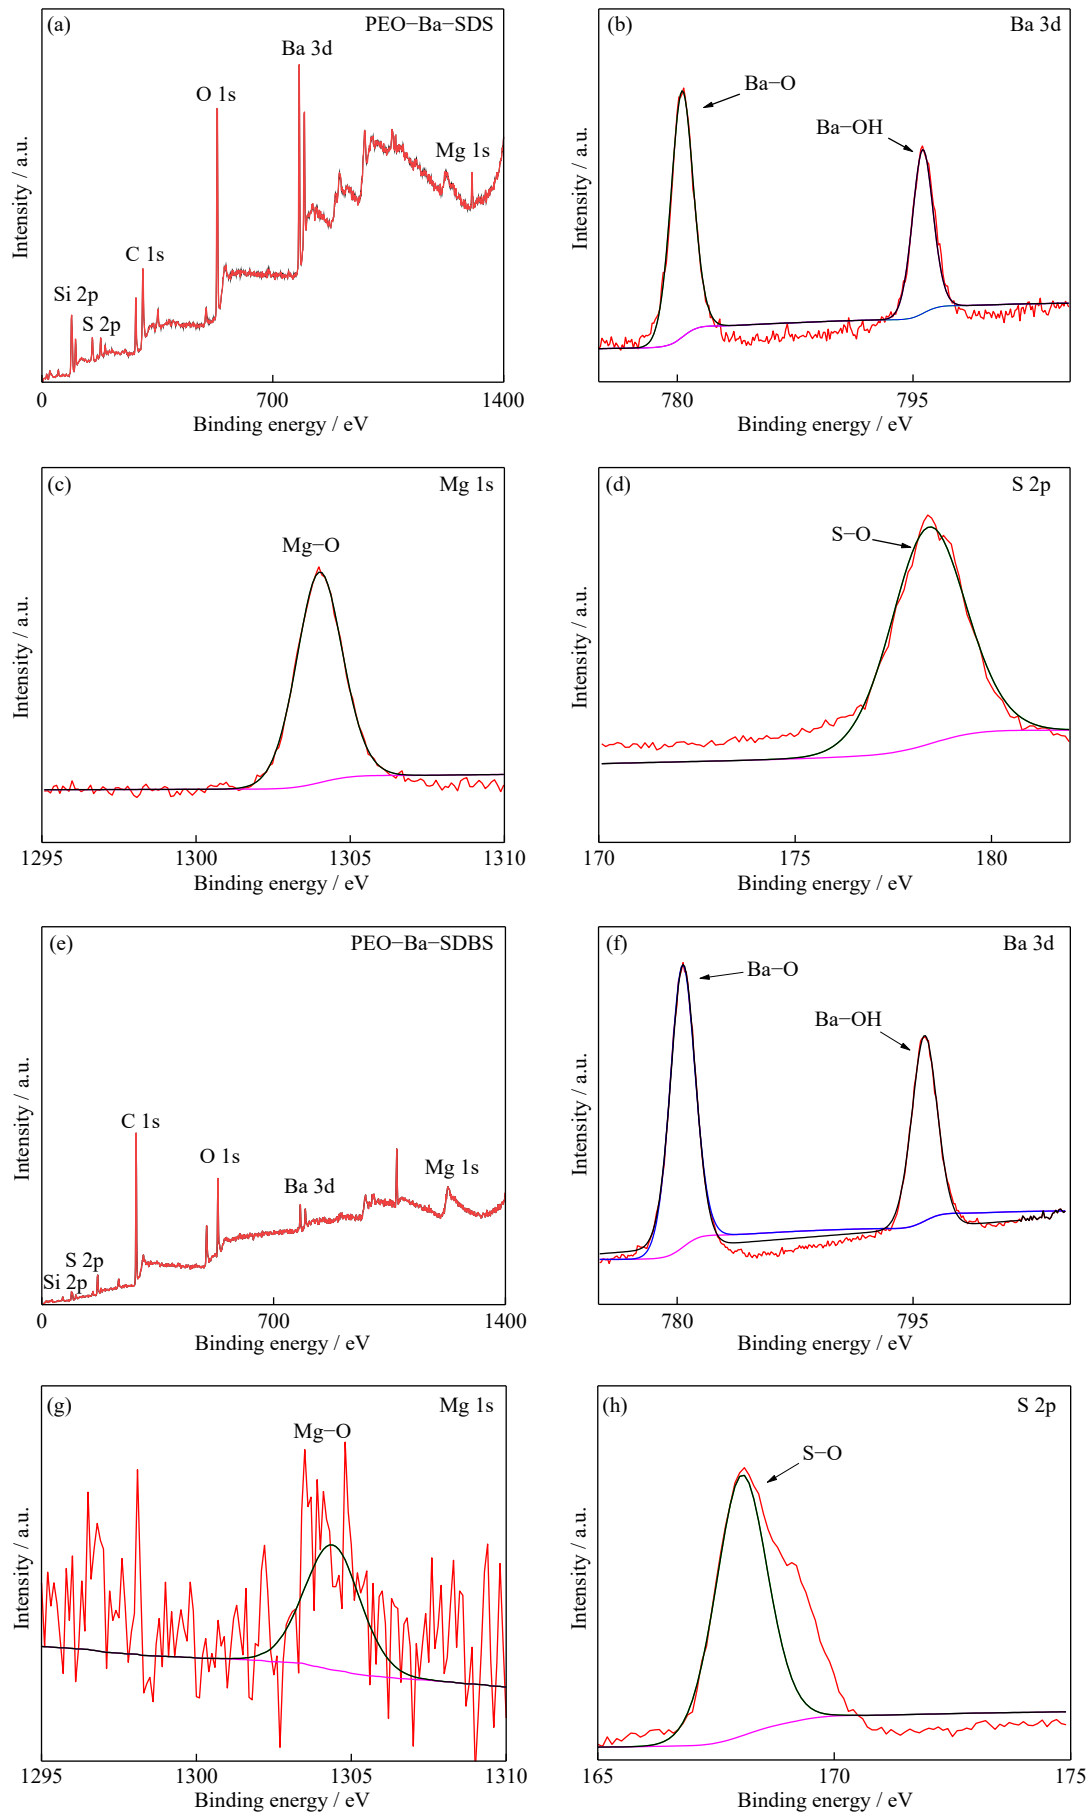 (a)
PEO−Ba−SDS
Ba 3d
O 1s
Mg 1s
C 1s
Si 2p
S 2p
Intensity / a.u.
0
700
1400
Binding energy / eV
(b)
Ba 3d
Ba−O
Ba−OH
Intensity / a.u.
780
795
Binding energy / eV
(c)
Mg 1s
Mg−O
Intensity / a.u.
1295
1300
1305
1310
Binding energy / eV
(d)
S 2p
S−O
Intensity / a.u.
170
175
180
Binding energy / eV
(e)
PEO−Ba−SDBS
C 1s
O 1s
Ba 3d
Mg 1s
S 2p
Si 2p
Intensity / a.u.
0
700
1400
Binding energy / eV
(f)
Ba 3d
Ba−O
Ba−OH
Intensity / a.u.
780
795
Binding energy / eV
(g)
Mg 1s
Mg−O
Intensity / a.u.
1295
1300
1305
1310
Binding energy / eV
(h)
S 2p
S−O
Intensity / a.u.
165
170
175
Binding energy / eV